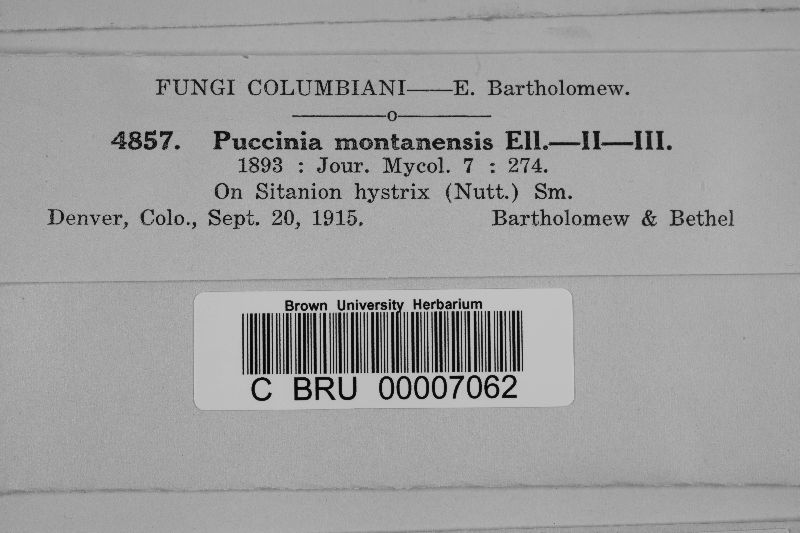 FUNGI COLUMBIANI——E. Bartholomew.
4857. Puccinia montanensis Ell.—II—III.
1893 : Jour. Mycol. 7 : 274.
On Sitanion hystrix (Nutt.) Sm.
Denver, Colo., Sept. 20, 1915. Bartholomew & Bethel
Brown University Herbarium
C BRU 00007062